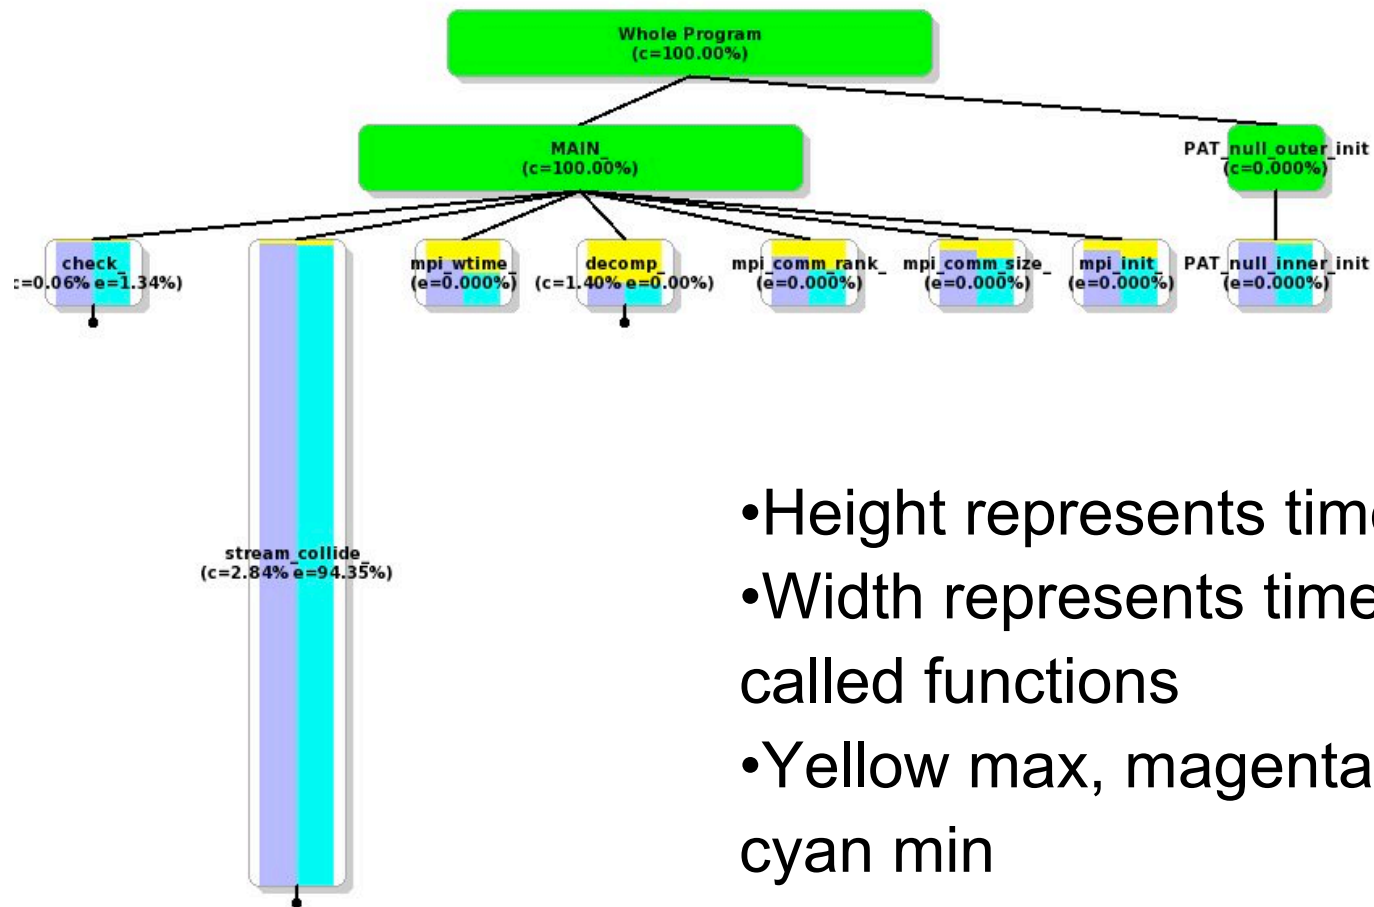 Whole Program
(c=100.00%)
MAIN_
(c=100.00%)
PAT_null_outer_init
(c=0.000%)
check_
c=0.06% e=1.34%)
mpi_wtime_
(e=0.000%)
decomp_
(c=1.40% e=0.00%)
mpi_comm_rank_
(e=0.000%)
mpi_comm_size_
(e=0.000%)
mpi_init_
(e=0.000%)
PAT_null_inner_init
(e=0.000%)
stream_collide_
(c=2.84% e=94.35%)
•Height represents time
•Width represents time
called functions
•Yellow max, magenta
cyan min